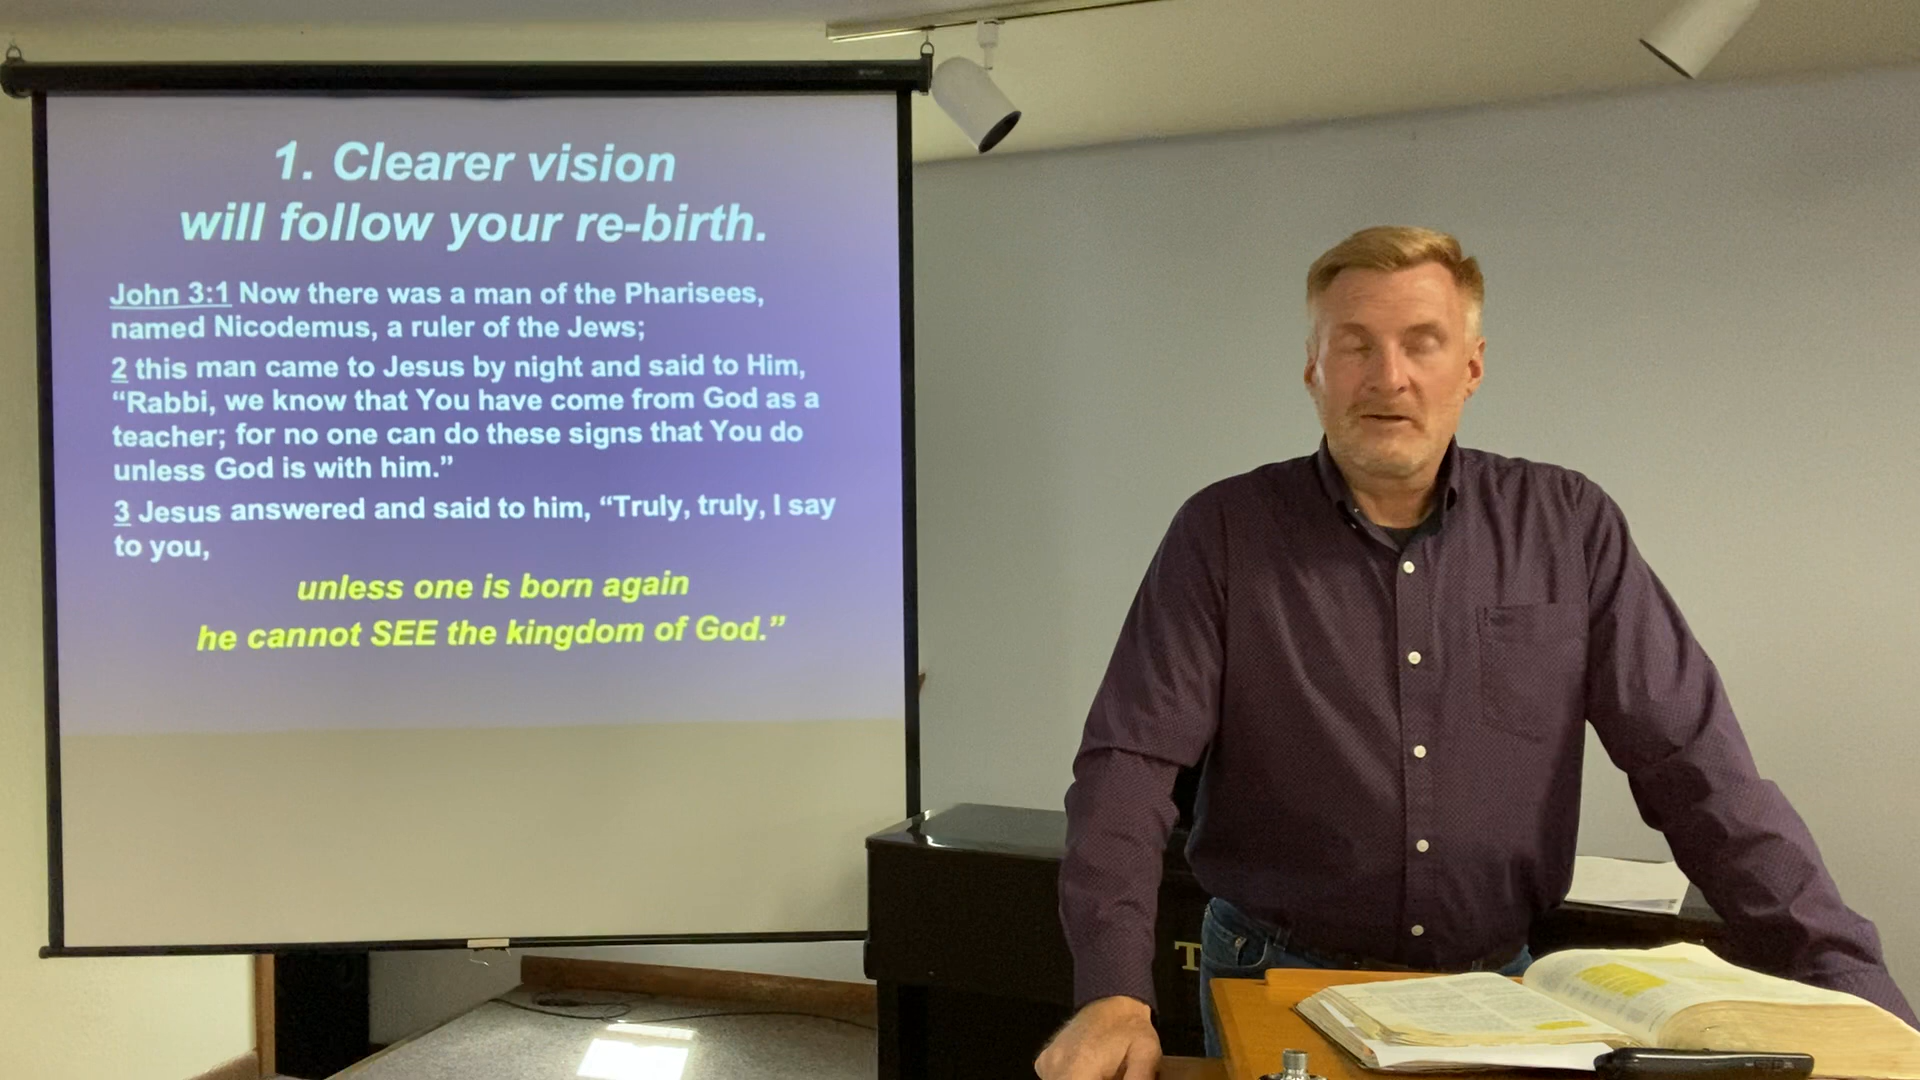 1. Clearer vision
will follow your re-birth.
John 3:1 Now there was a man of the Pharisees,
named Nicodemus, a ruler of the Jews;
2 this man came to Jesus by night and said to Him,
“Rabbi, we know that You have come from God as a
teacher; for no one can do these signs that You do
unless God is with him.”
3 Jesus answered and said to him, “Truly, truly, I say
to you,
unless one is born again
he cannot SEE the kingdom of God.”
T